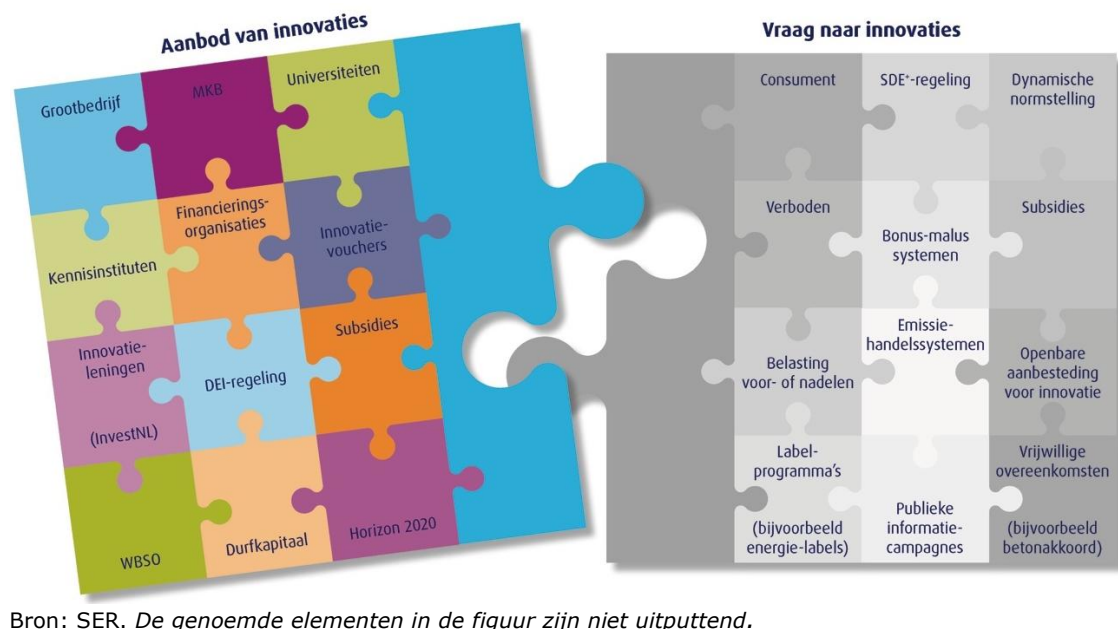 Aanbod van innovaties
Grootbedrijf
MKB
Universiteiten
Kennisinstituten
Financierings-
organisaties
Innovatie-
vouchers
Innovatie-
leningen
(InvestNL)
DEI-regeling
Subsidies
WBSO
Durfkapitaal
Horizon 2020
Vraag naar innovaties
Consument
SDE+-regeling
Dynamische
normstelling
Verboden
Bonus-malus
systemen
Subsidies
Belasting
voor- of nadelen
Emissie-
handelssystemen
Openbare
aanbesteding
voor innovatie
Label-
programma's
(bijvoorbeeld
energie-labels)
Publieke
informatie-
campagnes
Vrijwillige
overeenkomsten
(bijvoorbeeld
betonakkoord)
Bron: SER. De genoemde elementen in de figuur zijn niet uitputtend.